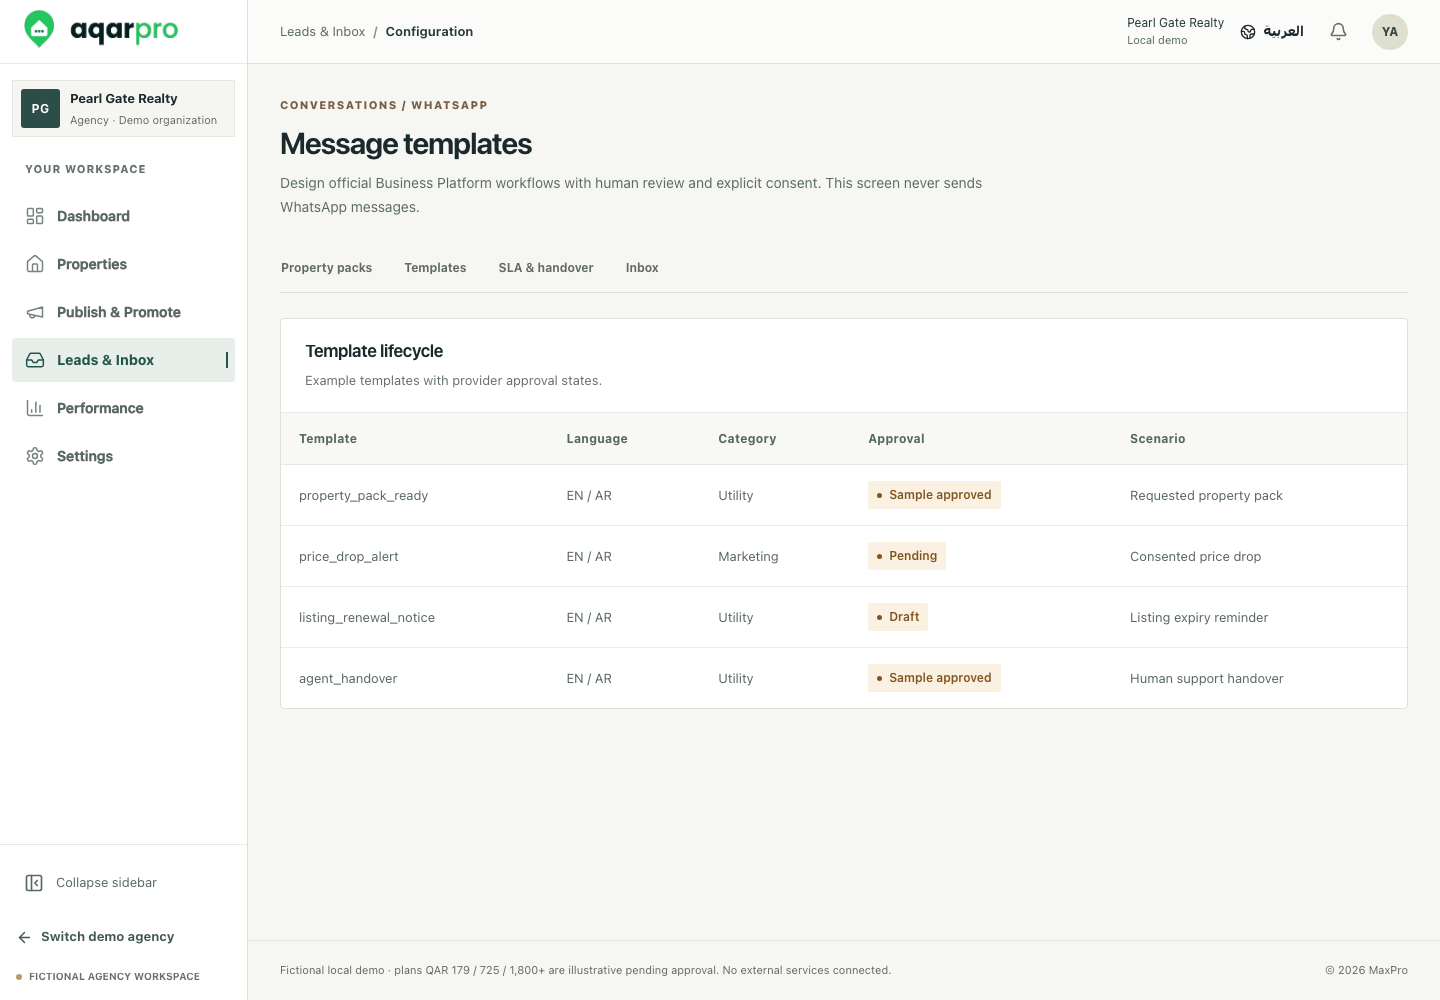 aqarpro
PG
Pearl Gate Realty
Agency · Demo organization
YOUR WORKSPACE
Dashboard
Properties
Publish & Promote
Leads & Inbox
Performance
Settings
Collapse sidebar
Switch demo agency
FICTIONAL AGENCY WORKSPACE
Leads & Inbox / Configuration
Pearl Gate Realty
Local demo
العربية
YA
CONVERSATIONS / WHATSAPP
Message templates
Design official Business Platform workflows with human review and explicit consent. This screen never sends
WhatsApp messages.
Property packs Templates SLA & handover Inbox
Template lifecycle
Example templates with provider approval states.
Template Language Category Approval Scenario
property_pack_ready EN / AR Utility Sample approved Requested property pack
price_drop_alert EN / AR Marketing Pending Consented price drop
listing_renewal_notice EN / AR Utility Draft Listing expiry reminder
agent_handover EN / AR Utility Sample approved Human support handover
Fictional local demo · plans QAR 179 / 725 / 1,800+ are illustrative pending approval. No external services connected.
© 2026 MaxPro